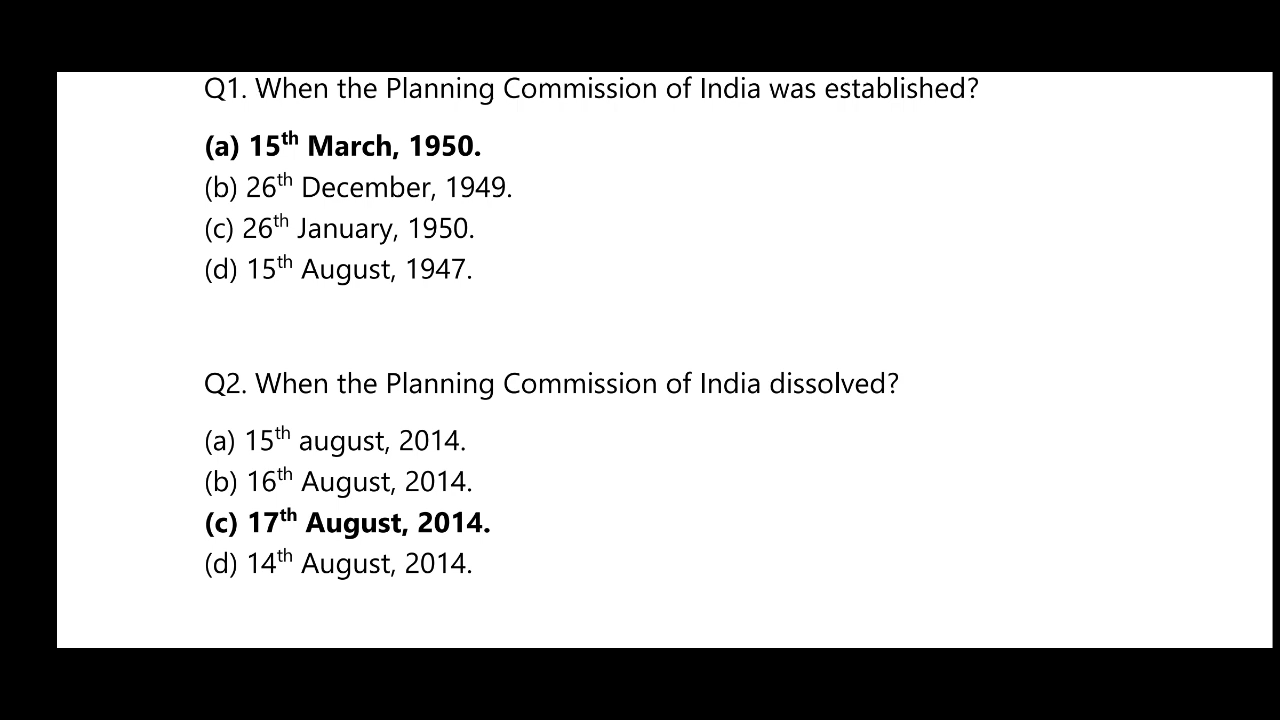 Q1. When the Planning Commission of India was established?
(a) 15th March, 1950.
(b) 26th December, 1949.
(c) 26th January, 1950.
(d) 15th August, 1947.
Q2. When the Planning Commission of India dissolved?
(a) 15th august, 2014.
(b) 16th August, 2014.
(c) 17th August, 2014.
(d) 14th August, 2014.